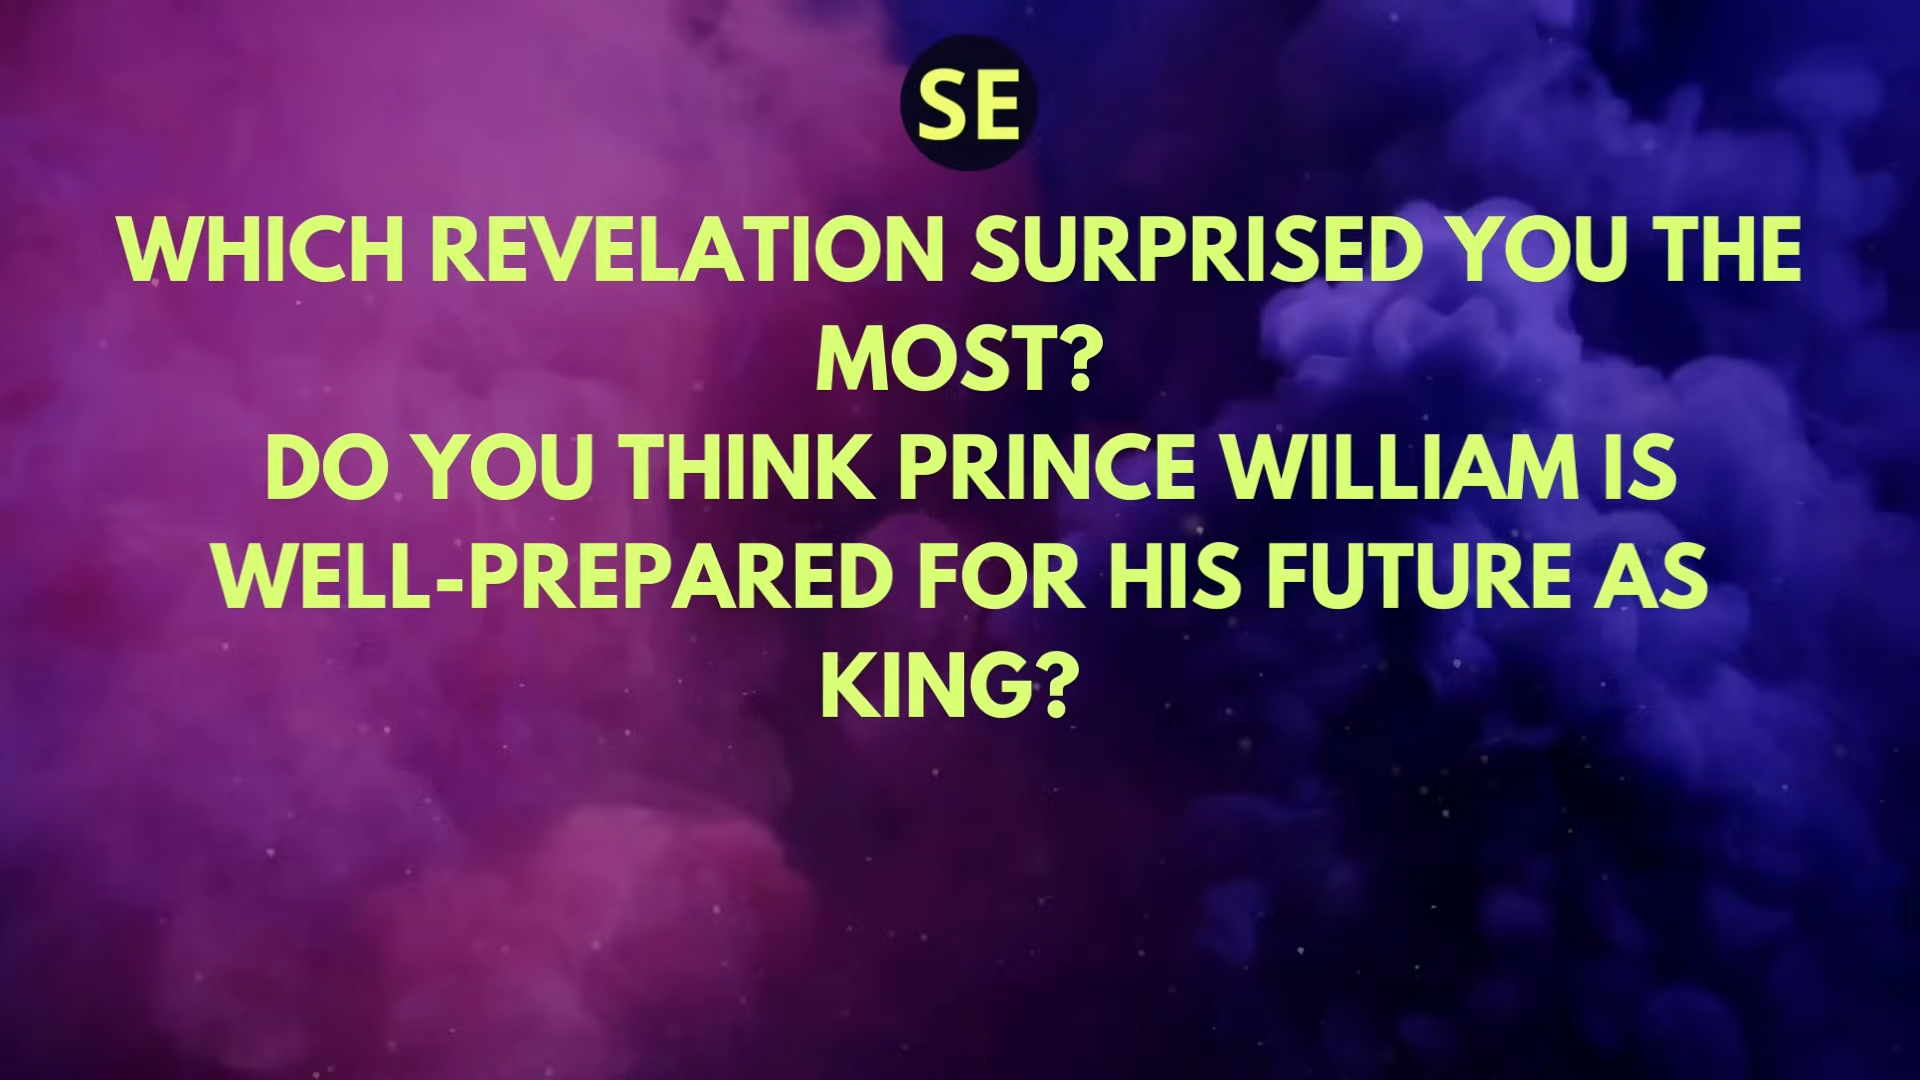 SE
WHICH REVELATION SURPRISED YOU THE
MOST?
DO YOU THINK PRINCE WILLIAM IS
WELL-PREPARED FOR HIS FUTURE AS
KING?